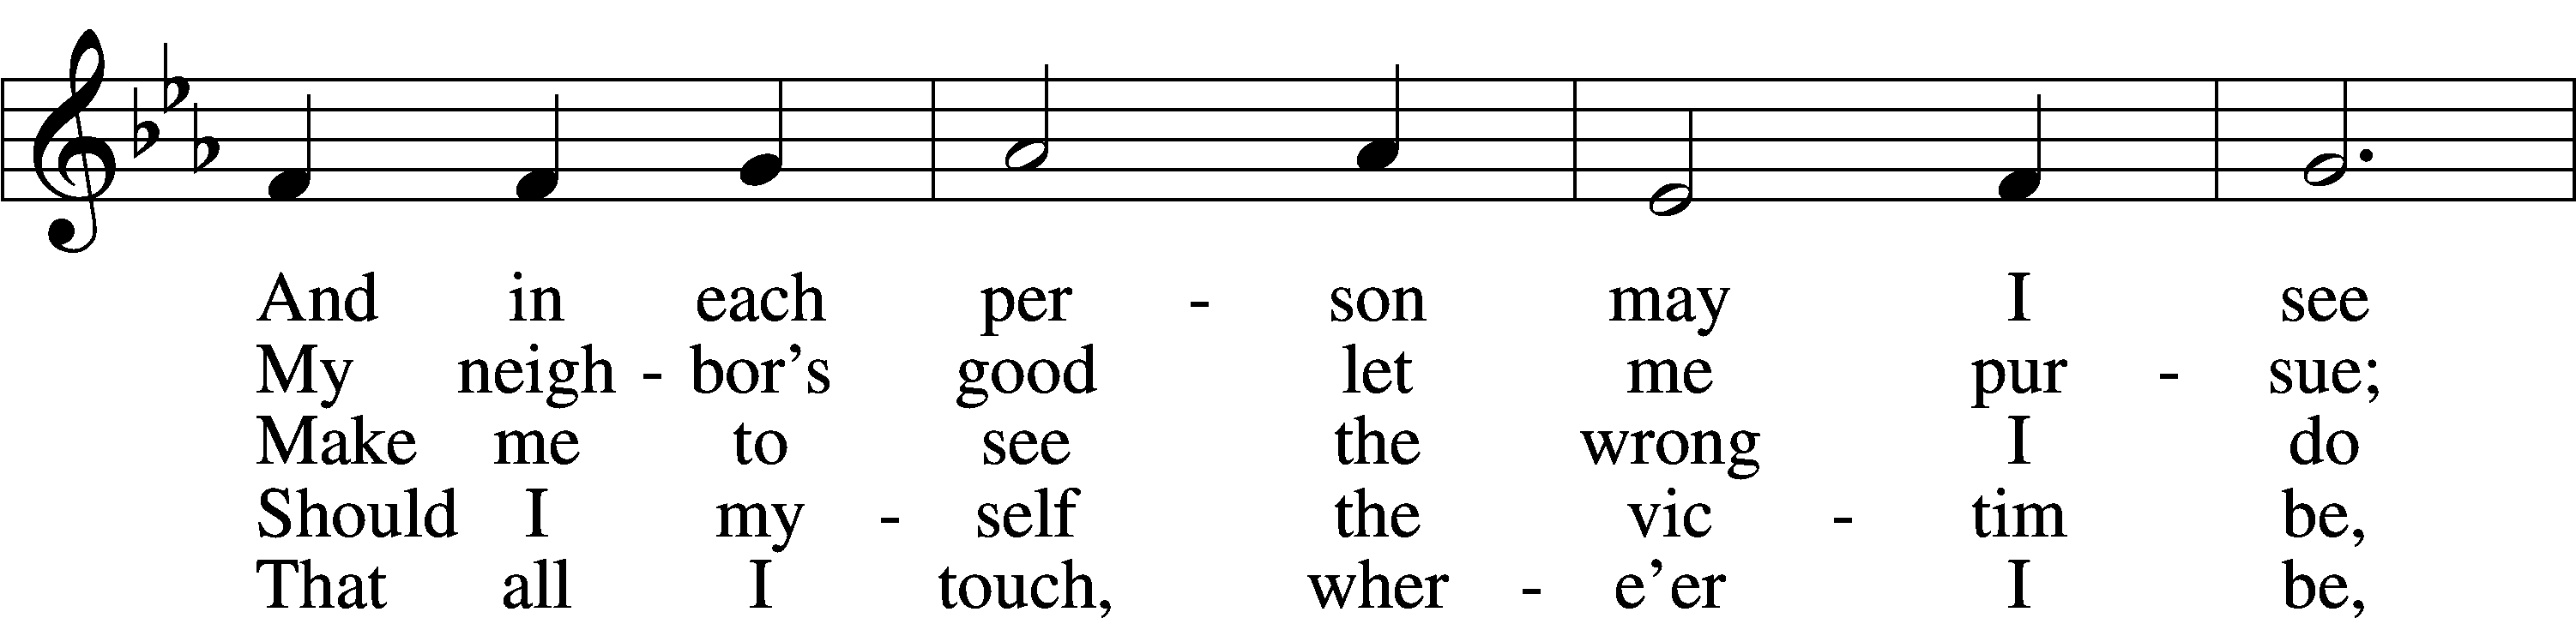 And in each per - son may I see
My neigh - bor's good let me pur - sue;
Make me to see the wrong I do
Should I my - self the vic - tim be,
That all I touch, wher - e'er I be,